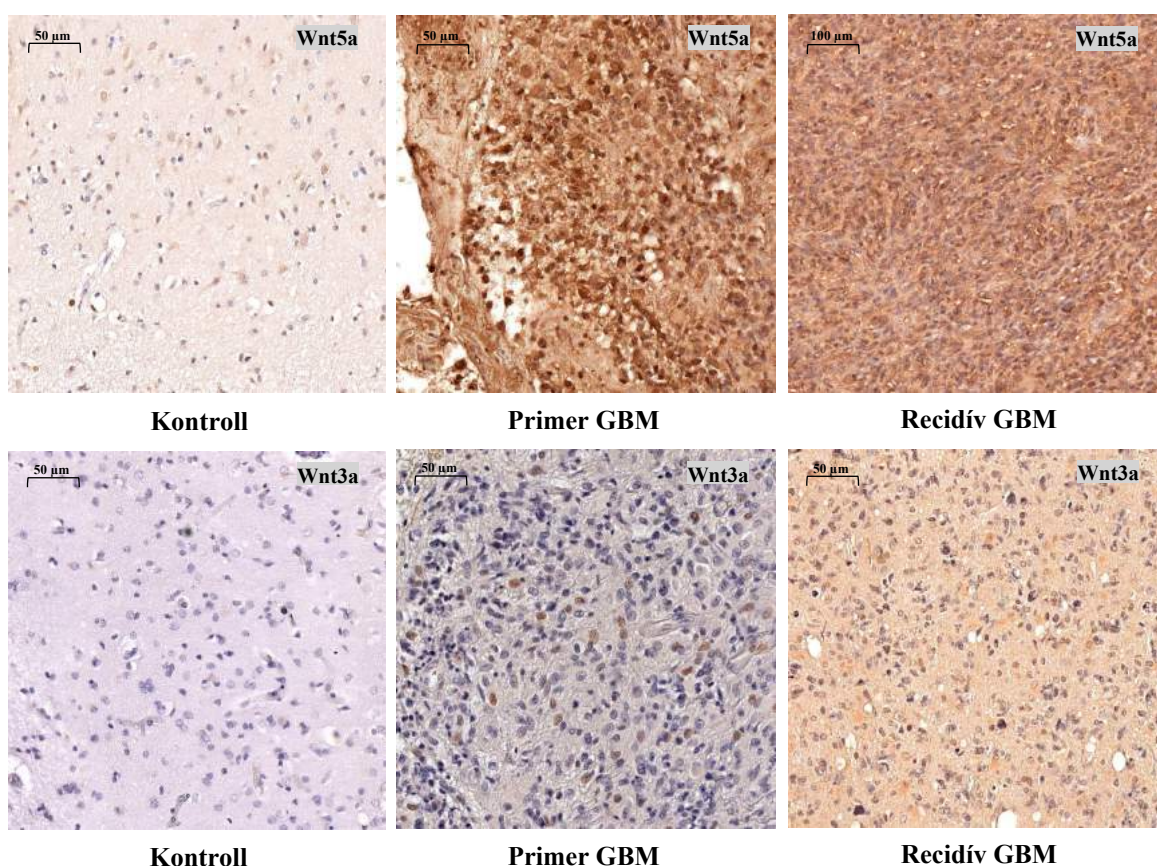 50 µm Wnt5a 50 µm Wnt5a 100 µm Wnt5a
Kontroll Primer GBM Recidív GBM
50 µm Wnt3a 50 µm Wnt3a 50 µm Wnt3a
Kontroll Primer GBM Recidív GBM